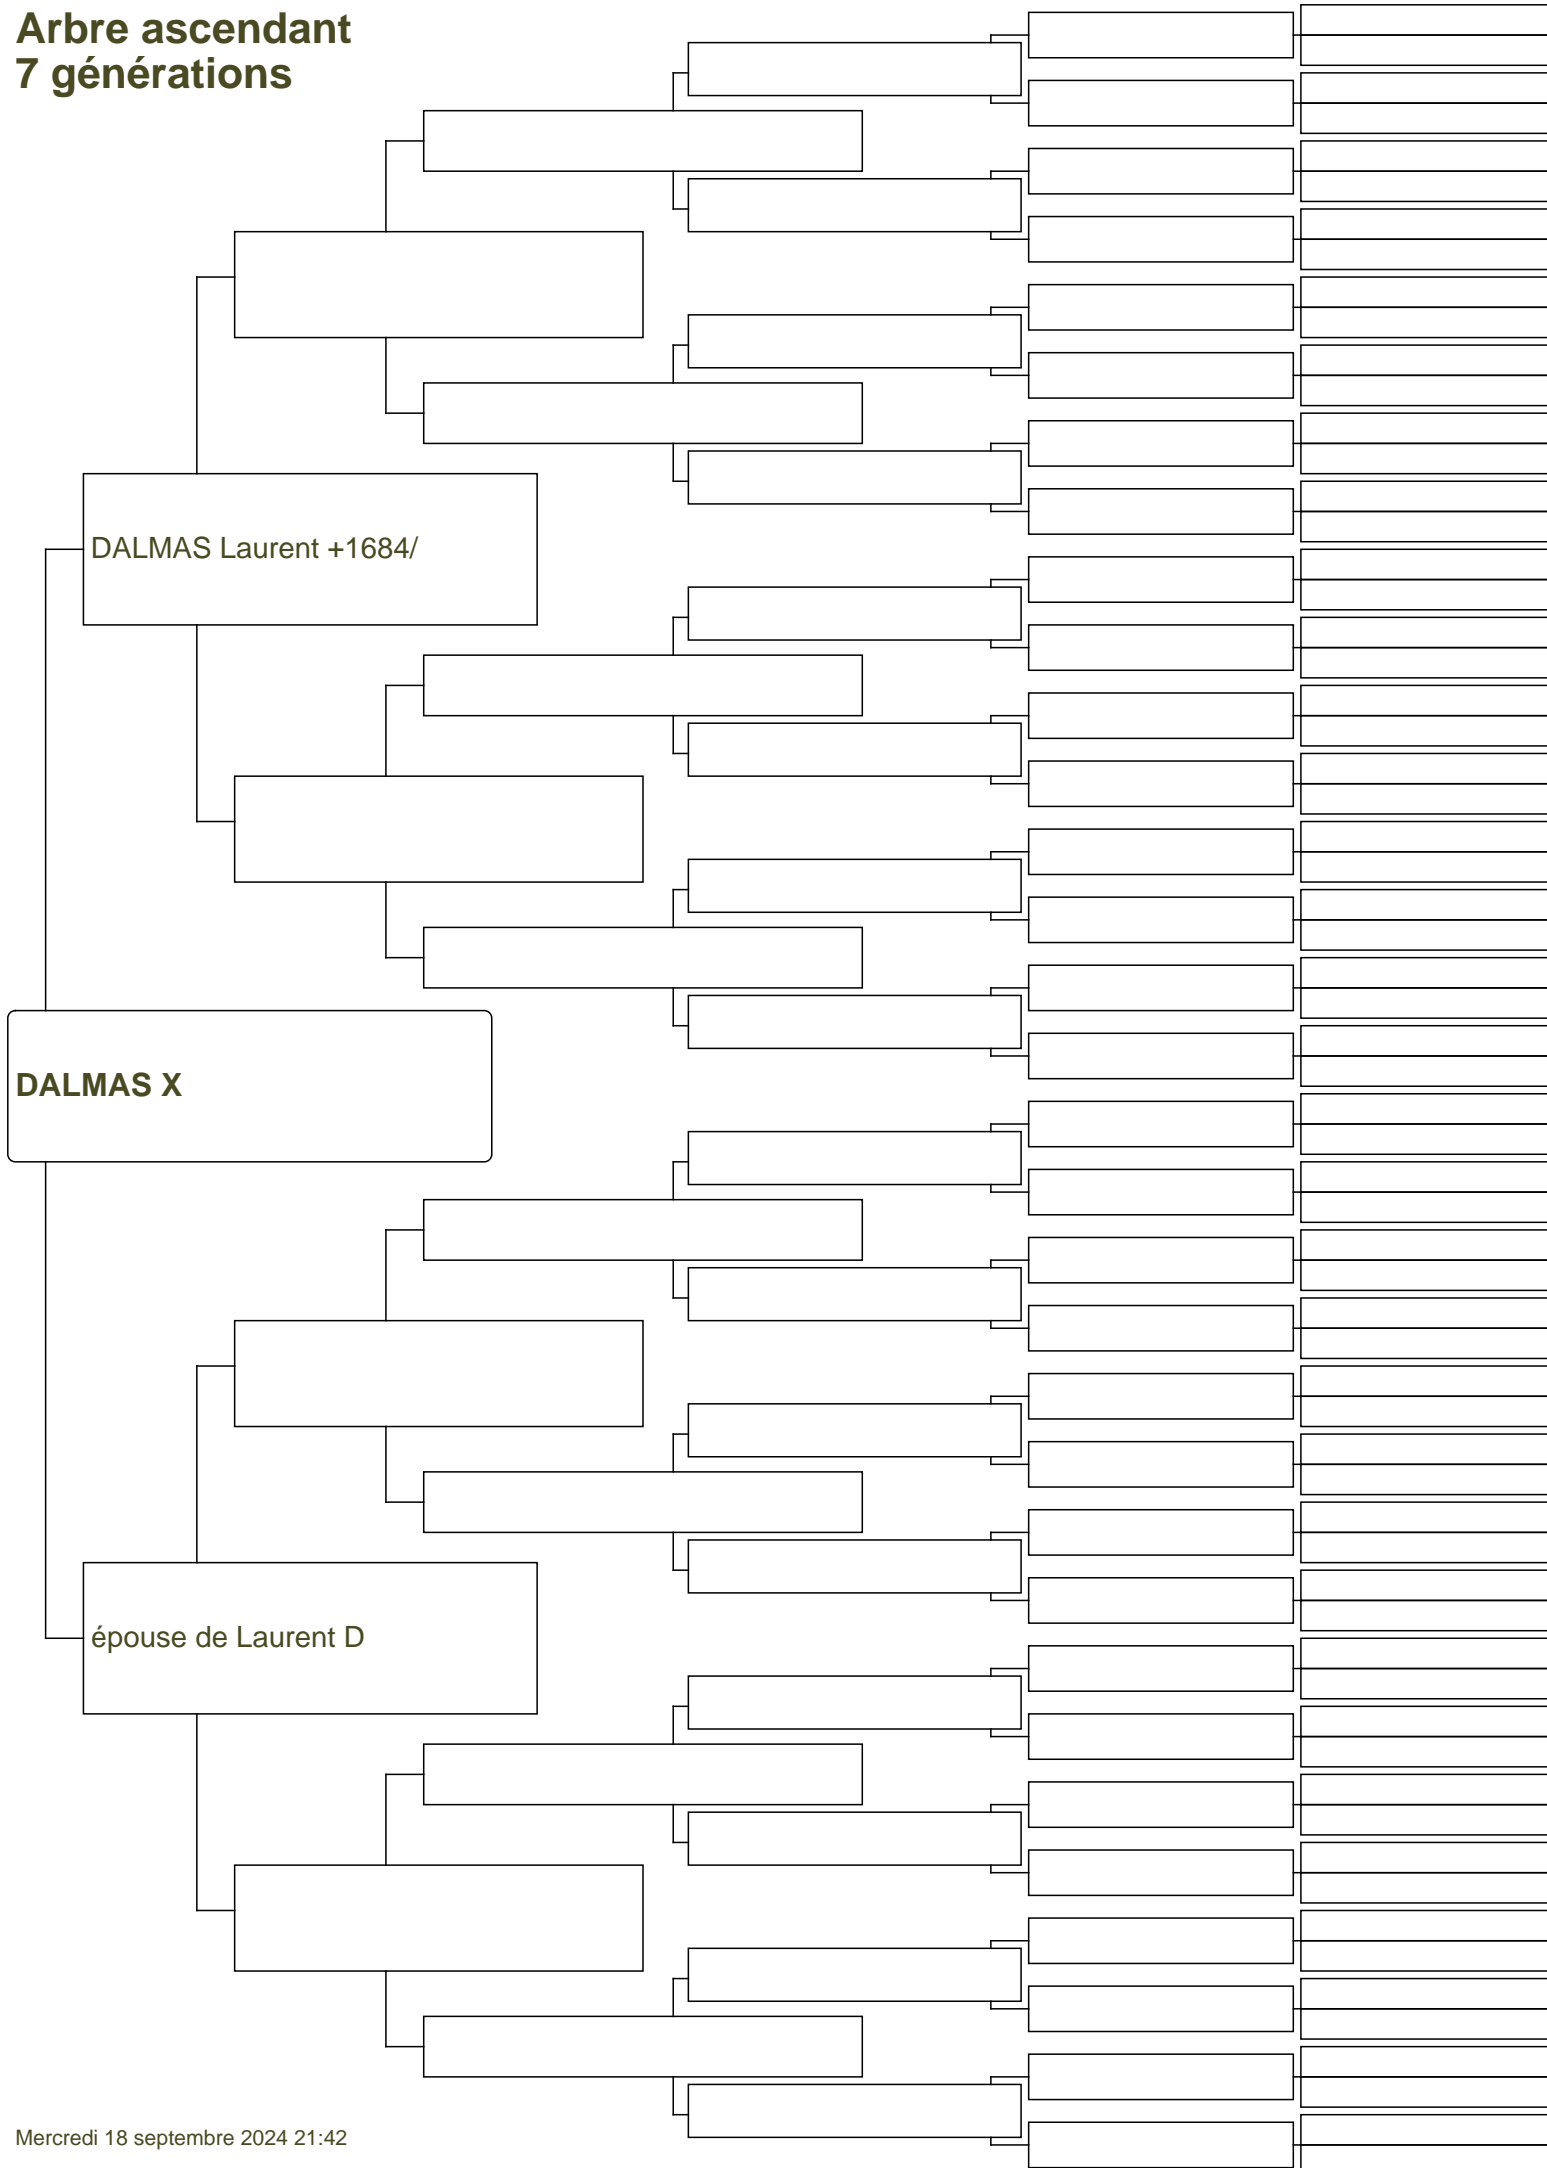 Arbre ascendant
7 générations
DALMAS Laurent +1684/
DALMAS X
épouse de Laurent D
Mercredi 18 septembre 2024 21:42